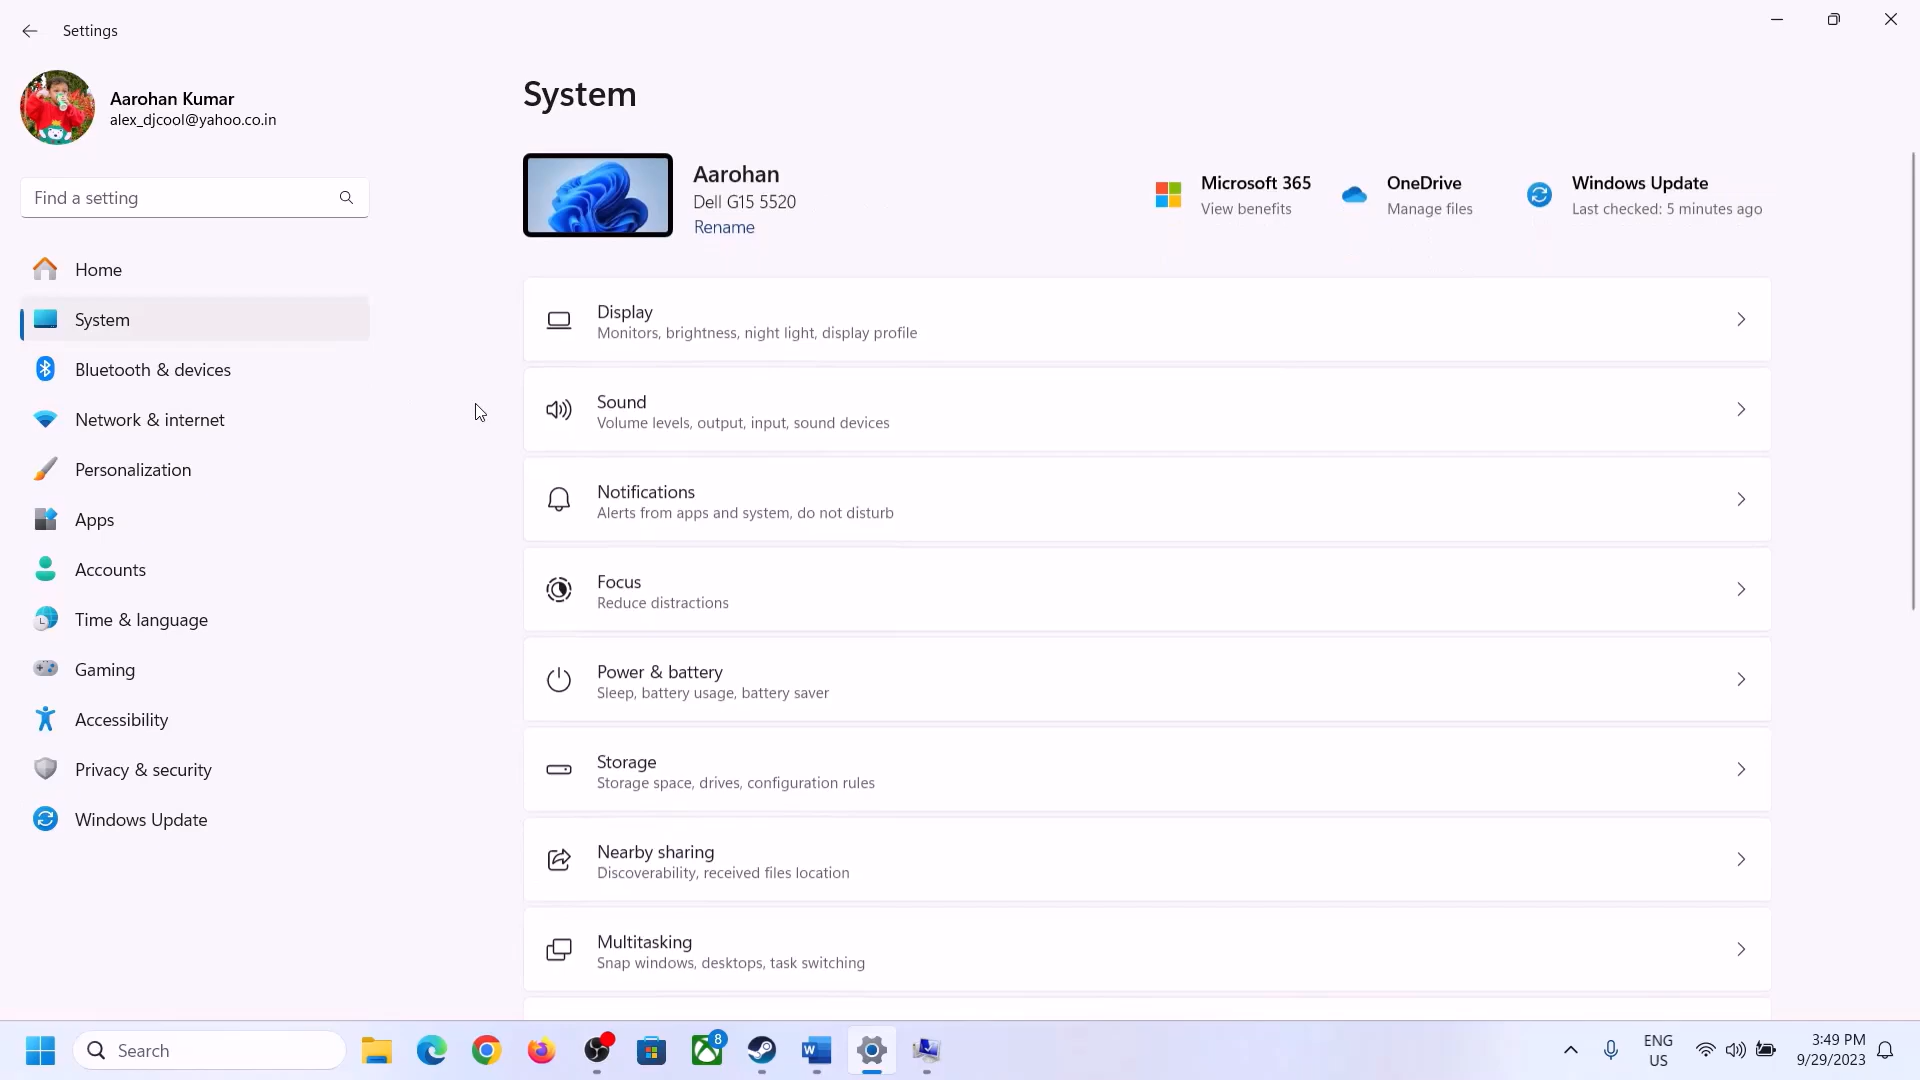 Settings
Aarohan Kumar
alex_djcool@yahoo.co.in
Find a setting
Home
System
Bluetooth & devices
Network & internet
Personalization
Apps
Accounts
Time & language
Gaming
Accessibility
Privacy & security
Windows Update
System
Aarohan
Dell G15 5520
Rename
Microsoft 365
View benefits
OneDrive
Manage files
Windows Update
Last checked: 5 minutes ago
Display
Monitors, brightness, night light, display profile
Sound
Volume levels, output, input, sound devices
Notifications
Alerts from apps and system, do not disturb
Focus
Reduce distractions
Power & battery
Sleep, battery usage, battery saver
Storage
Storage space, drives, configuration rules
Nearby sharing
Discoverability, received files location
Multitasking
Snap windows, desktops, task switching
Search
8
W
ENG
US
3:49 PM
9/29/2023